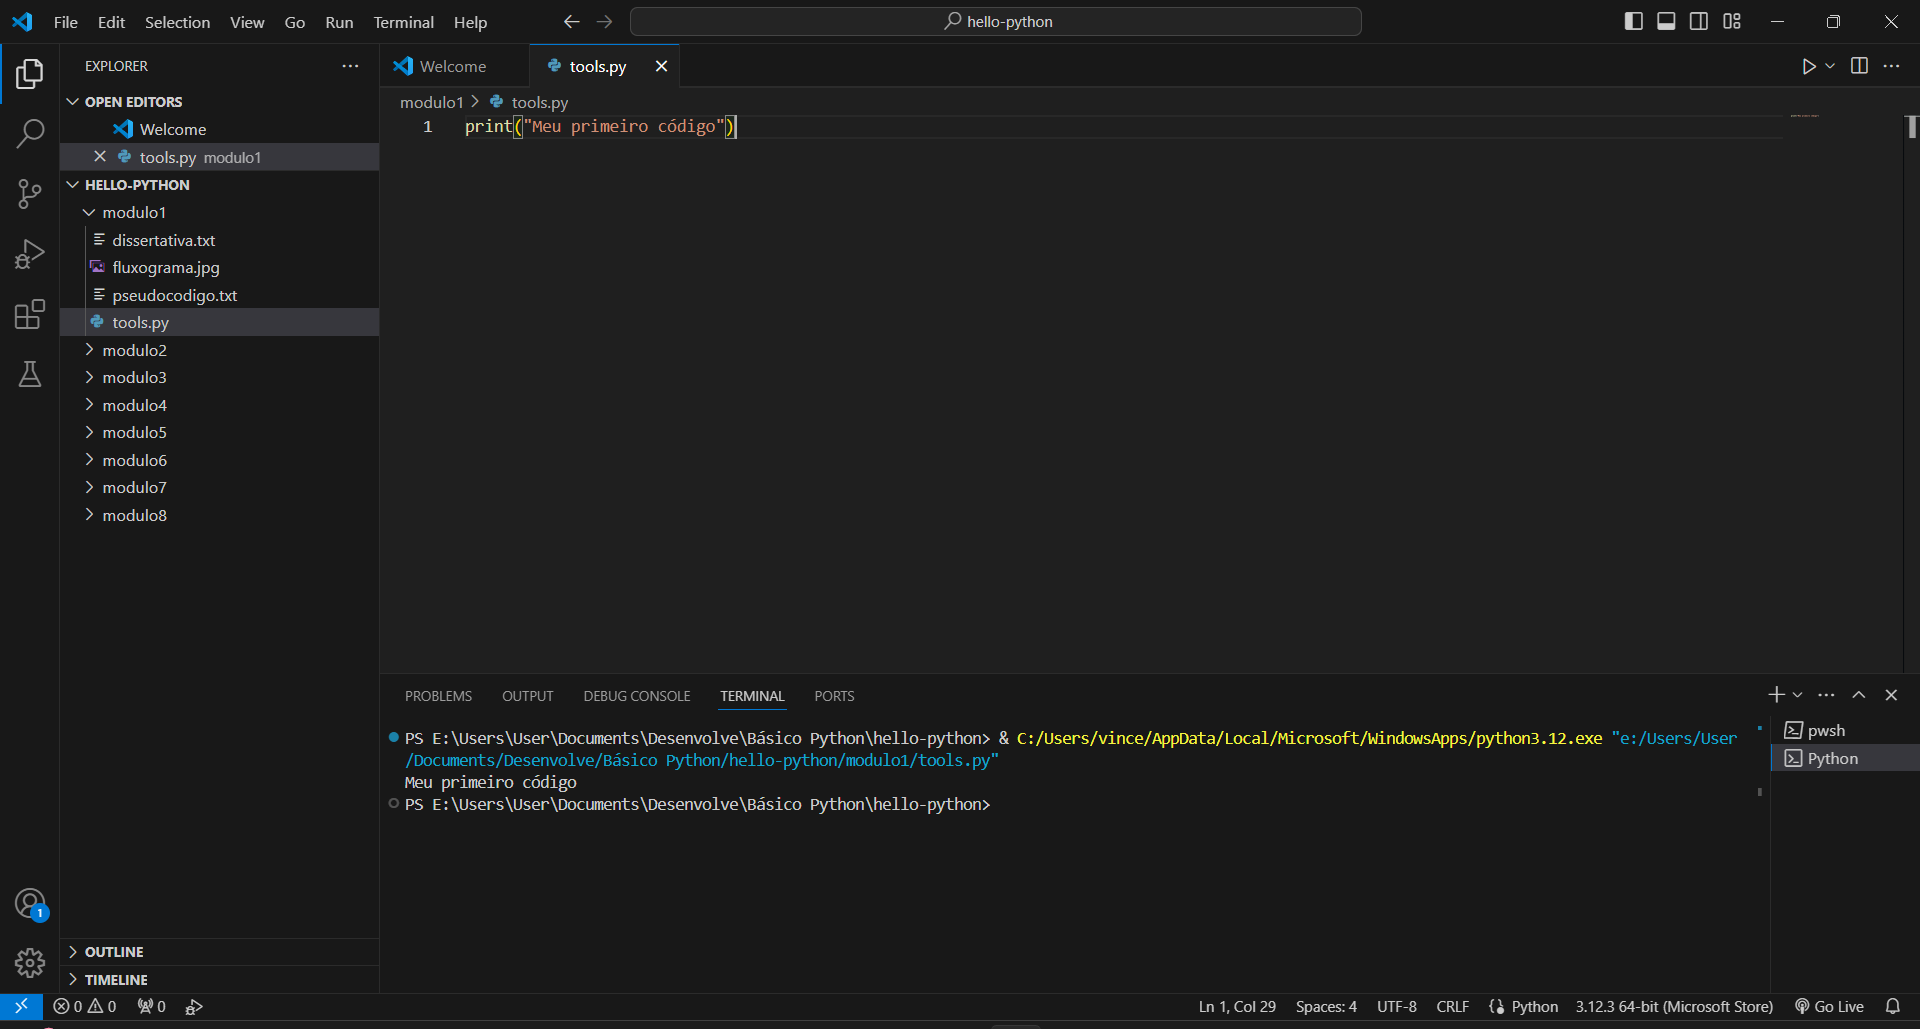 File Edit Selection View Go Run Terminal Help
hello-python
EXPLORER
OPEN EDITORS
Welcome
tools.py modulo1
HELLO-PYTHON
modulo1
dissertativa.txt
fluxograma.jpg
pseudocodigo.txt
tools.py
modulo2
modulo3
modulo4
modulo5
modulo6
modulo7
modulo8
OUTLINE
TIMELINE
Welcome tools.py
modulo1 > tools.py
1 print("Meu primeiro código")
PROBLEMS OUTPUT DEBUG CONSOLE TERMINAL PORTS
PS E:\Users\User\Documents\Desenvolve\Básico Python\hello-python> & C:/Users/vince/AppData/Local/Microsoft/WindowsApps/python3.12.exe "e:/Users/User
/Documents/Desenvolve/Básico Python/hello-python/modulo1/tools.py"
Meu primeiro código
PS E:\Users\User\Documents\Desenvolve\Básico Python\hello-python>
pwsh
Python
1
0 0 0
Ln 1, Col 29 Spaces: 4 UTF-8 CRLF Python 3.12.3 64-bit (Microsoft Store) Go Live